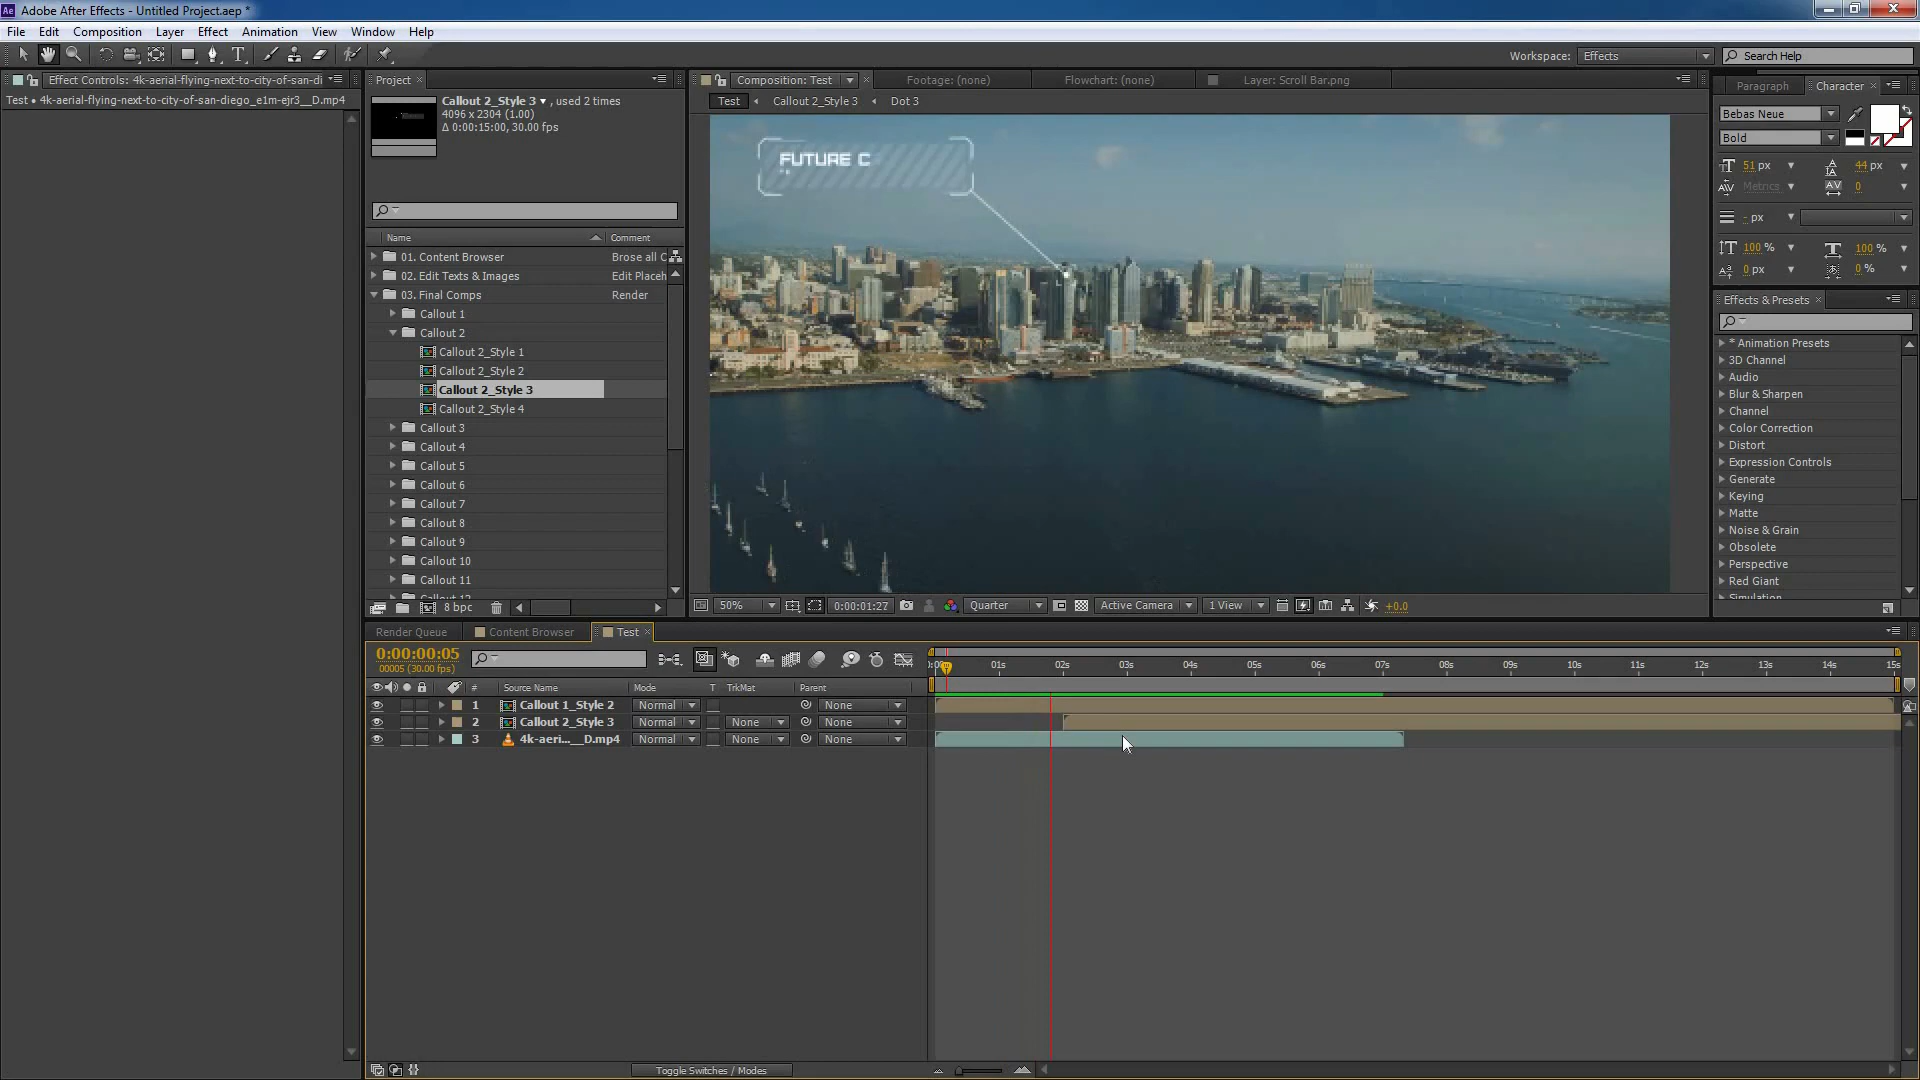 Adobe After Effects - Untitled Project.aep *
File Edit Composition Layer Effect Animation View Window Help
Workspace: Effects Search Help
Effect Controls: 4k-aerial-flying-next-to-city-of-san-di
Test • 4k-aerial-flying-next-to-city-of-san-diego_e1m-ejr3__D.mp4
Project
Callout 2_Style 3 , used 2 times
4096 x 2304 (1.00)
Δ 0:00:15:00, 30.00 fps
Name Comment
01. Content Browser Brose all C
02. Edit Texts & Images Edit Placeh
03. Final Comps Render
Callout 1
Callout 2
Callout 2_Style 1
Callout 2_Style 2
Callout 2_Style 3
Callout 2_Style 4
Callout 3
Callout 4
Callout 5
Callout 6
Callout 7
Callout 8
Callout 9
Callout 10
Callout 11
8 bpc
Composition: Test Footage: (none) Flowchart: (none) Layer: Scroll Bar.png
Test Callout 2_Style 3 Dot 3
FUTURE C
50% 0:00:01:27 Quarter Active Camera 1 View +0.0
Paragraph Character
Bebas Neue
Bold
51 px 44 px
Metrics 0
- px
100 % 100 %
0 px 0 %
Effects & Presets
* Animation Presets
3D Channel
Audio
Blur & Sharpen
Channel
Color Correction
Distort
Expression Controls
Generate
Keying
Matte
Noise & Grain
Obsolete
Perspective
Red Giant
Simulation
Render Queue Content Browser Test
0:00:00:05
00005 (30.00 fps)
01s 02s 03s 04s 05s 06s 07s 08s 09s 10s 11s 12s 13s 14s 15s
# Source Name Mode T TrkMat Parent
1 Callout 1_Style 2 Normal None
2 Callout 2_Style 3 Normal None None
3 4k-aeri...__D.mp4 Normal None None
Toggle Switches / Modes